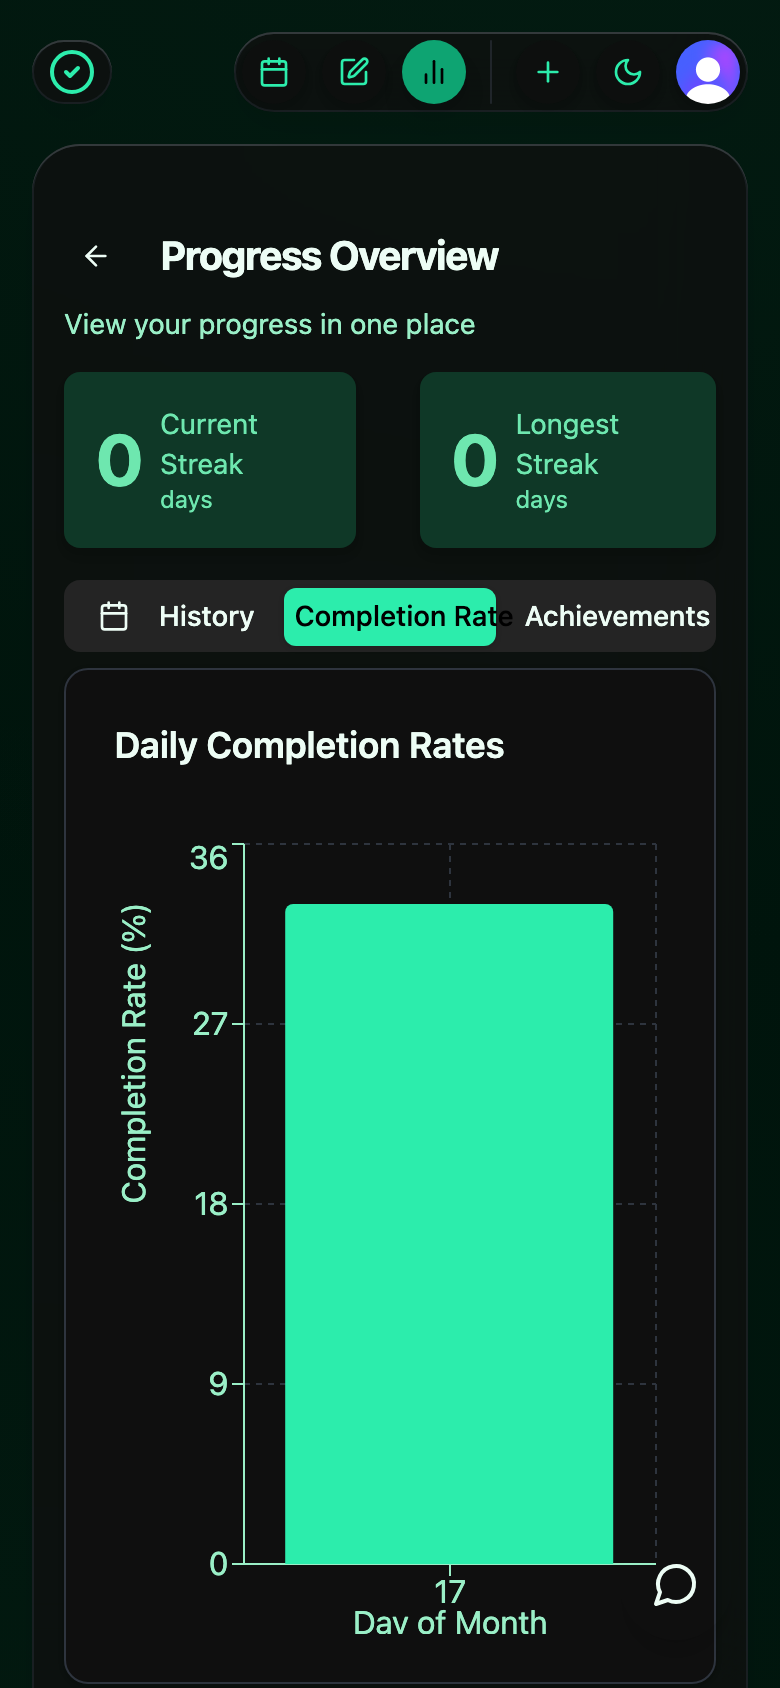 Progress Overview
View your progress in one place
0
Current
Streak
days
0
Longest
Streak
days
History
Completion Rate
Achievements
Daily Completion Rates
Completion Rate (%)
36
27
18
9
0
17
Day of Month